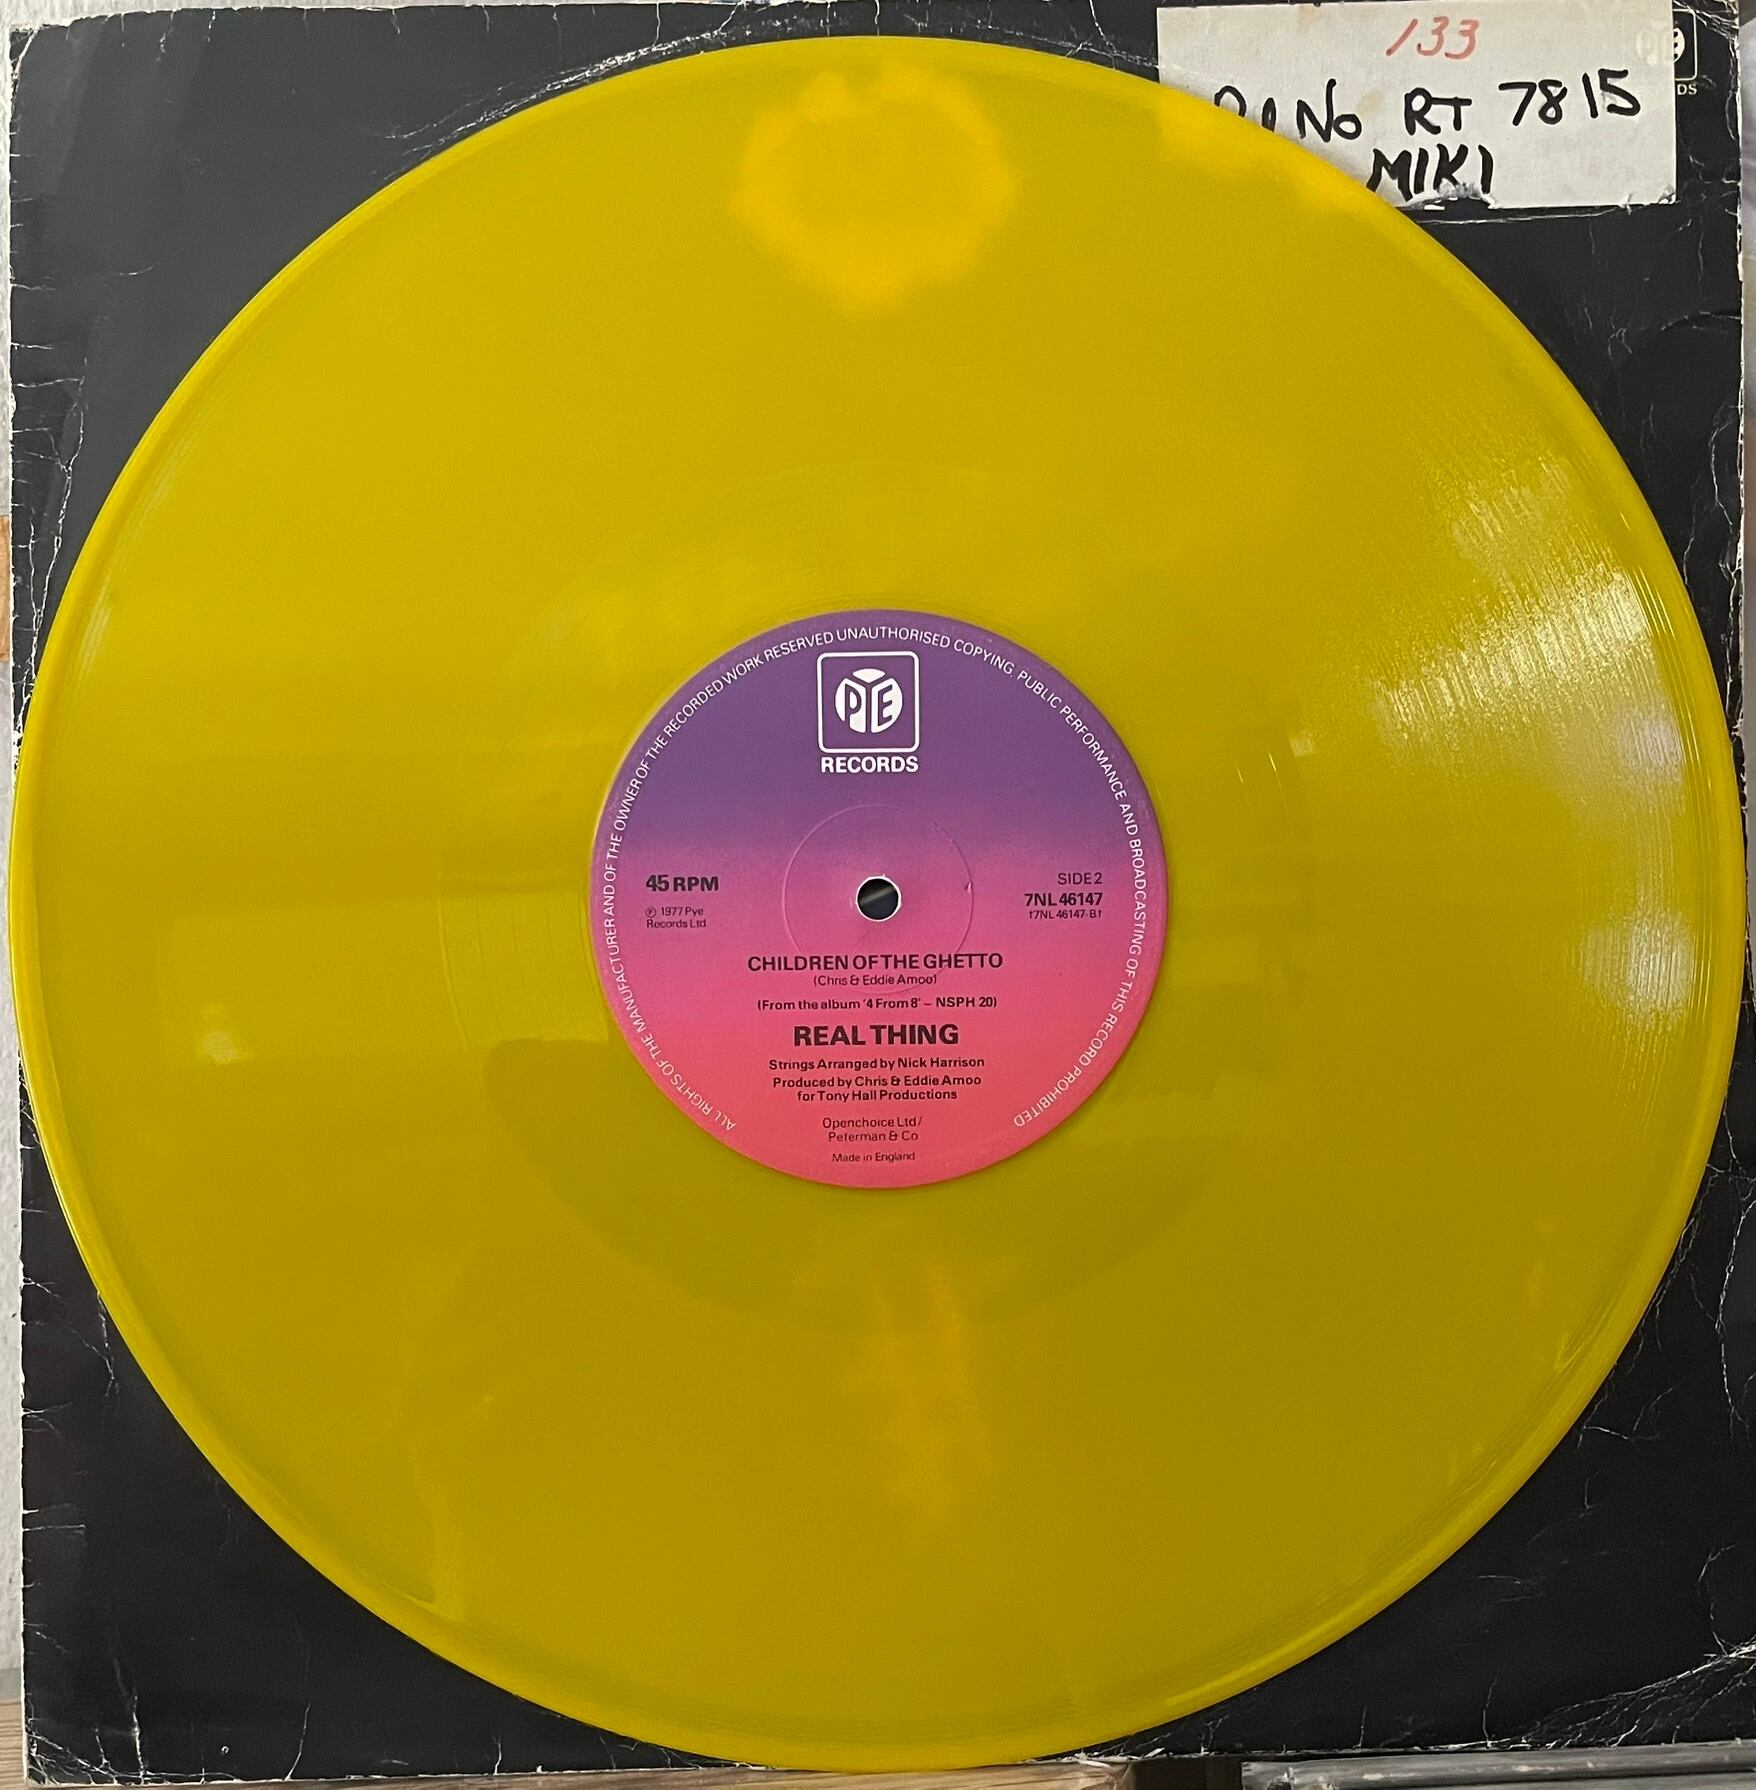 133
No RT 7815
MIKI
DS
ALL RIGHTS OF THE MANUFACTURER AND OF THE OWNER OF THE RECORDED WORK RESERVED UNAUTHORISED COPYING, PUBLIC PERFORMANCE AND BROADCASTING OF THIS RECORD PROHIBITED
PYE
RECORDS
45 RPM
SIDE 2
7NL 46147
℗ 1977 Pye
Records Ltd
†7NL 46147·B†
CHILDREN OF THE GHETTO
(Chris & Eddie Amoo)
(From the album '4 From 8' – NSPH 20)
REAL THING
Strings Arranged by Nick Harrison
Produced by Chris & Eddie Amoo
for Tony Hall Productions
Openchoice Ltd/
Peterman & Co
Made in England